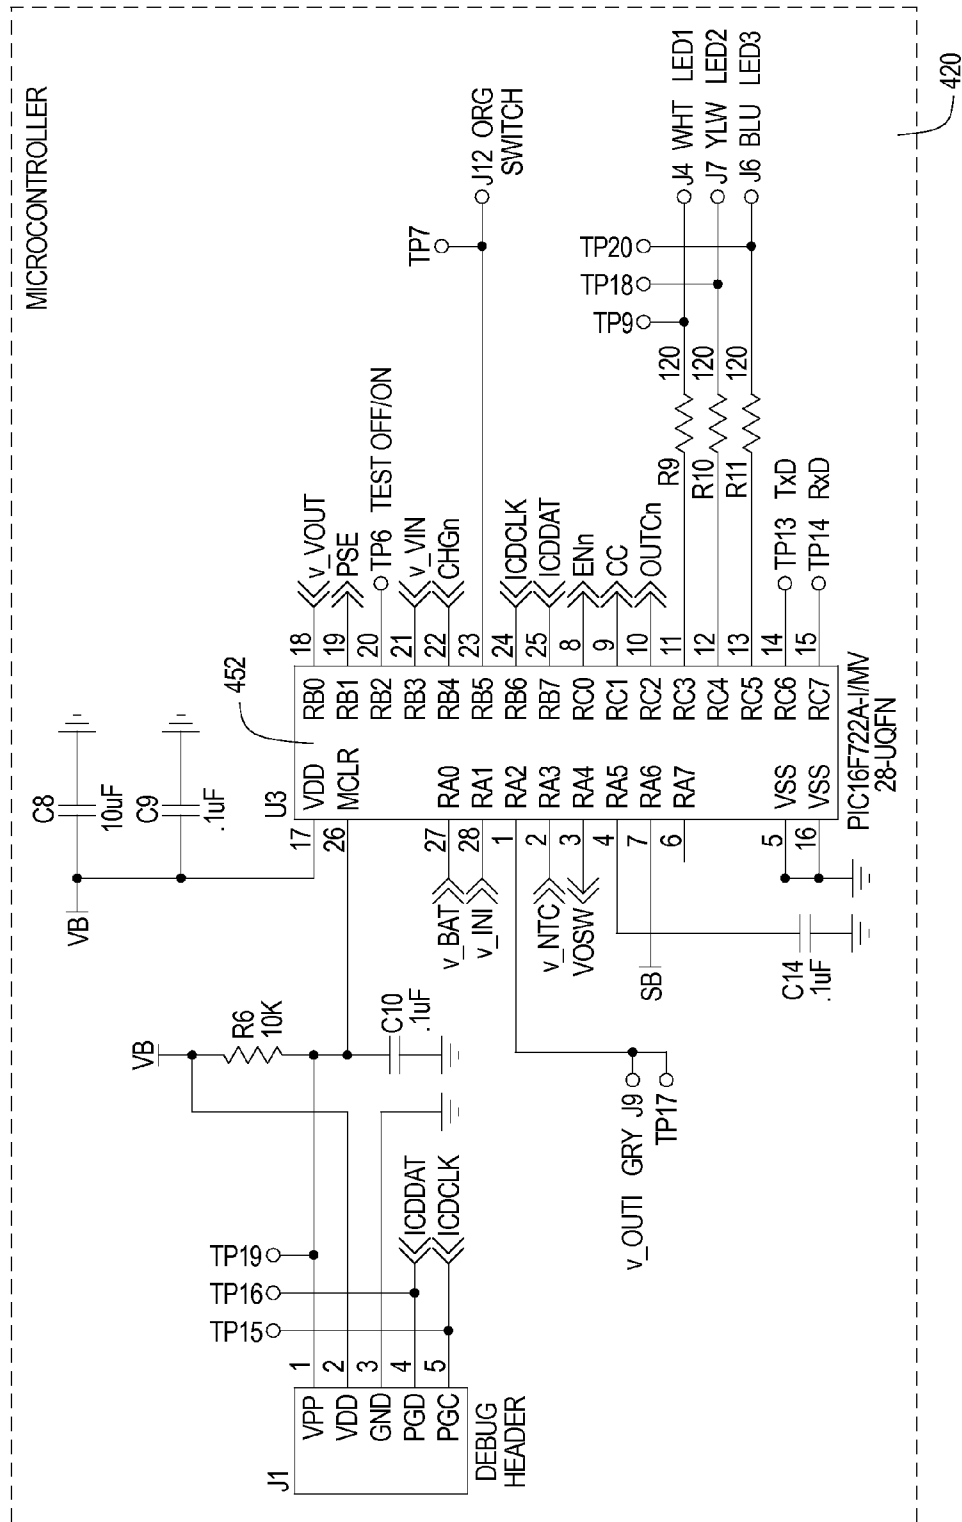 MICROCONTROLLER
420
VB
C8
10uF
C9
.1uF
452
U3
17
VDD
26
MCLR
27
RA0
28
RA1
1
RA2
2
RA3
3
RA4
4
RA5
7
RA6
6
RA7
5
VSS
16
VSS
RB0
18
v_VOUT
RB1
19
PSE
RB2
20
TP6 TEST OFF/ON
RB3
21
v_VIN
RB4
22
CHGn
RB5
23
RB6
24
ICDCLK
RB7
25
ICDDAT
RC0
8
ENn
RC1
9
CC
RC2
10
OUTCn
RC3
11
RC4
12
RC5
13
RC6
14
TP13 TxD
RC7
15
TP14 RxD
PIC16F722A-I/MV
28-UQFN
TP7
J12 ORG
SWITCH
R9
120
R10
120
R11
120
TP9
TP18
TP20
J4 WHT LED1
J7 YLW LED2
J6 BLU LED3
v_BAT
v_INI
v_NTC
VOSW
SB
C14
.1uF
VB
R6
10K
C10
.1uF
v_OUTI GRY J9
TP17
TP19
TP16
TP15
ICDDAT
ICDCLK
J1
VPP
1
VDD
2
GND
3
PGD
4
PGC
5
DEBUG
HEADER